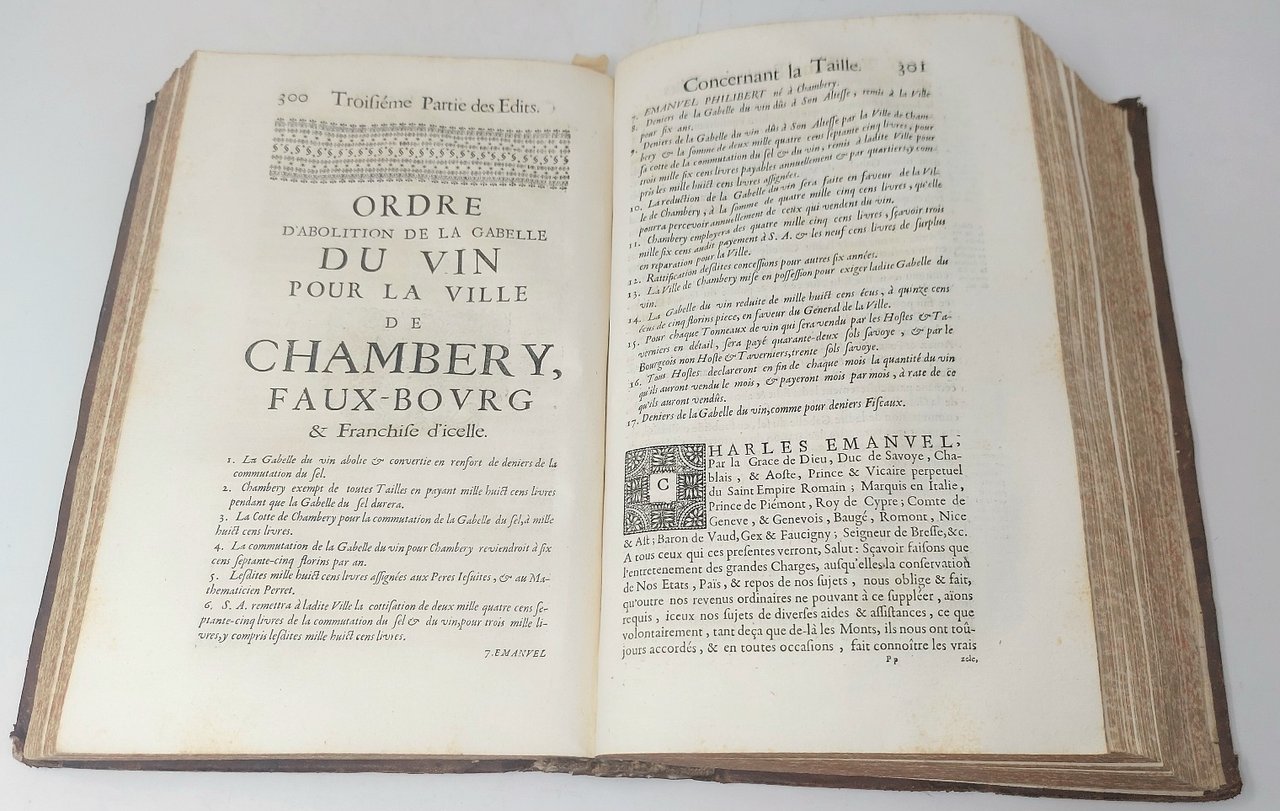 300 Troiſiéme Partie des Edits.
ORDRE
D'ABOLITION DE LA GABELLE
DU VIN
POUR LA VILLE
DE
CHAMBERY,
FAUX-BOVRG
& Franchiſe d'icelle.
1. La Gabelle du vin abolie & convertie en renfort de deniers de la
commutation du ſel.
2. Chambery exempt de toutes Tailles en payant mille huict cens livres
pendant que la Gabelle du ſel durera.
3. La Cotte de Chambery pour la commutation de la Gabelle du ſel, à mille
huict cens livres.
4. La commutation de la Gabelle du vin pour Chambery reviendroit à ſix
cens ſeptante-cinq florins par an.
5. Leſdites mille huict cens livres aſſignées aux Peres Ieſuites, & au Ma-
thematicien Perret.
6. S. A. remettra à ladite Ville la cottiſation de deux mille quatre cens ſe-
ptante-cinq livres de la commutation du ſel & du vin, pour trois mille li-
vres, y compris leſdites mille huict cens livres.
7. EMANVEL
Concernant la Taille. 301
7. EMANVEL PHILIBERT né à Chambery.
8. Deniers de la Gabelle du vin dûs à Son Alteſſe, remis à la Ville
pour ſix ans.
9. Deniers de la Gabelle du vin dûs à Son Alteſſe par la Ville de Cham-
bery & la ſomme de deux mille quatre cens ſeptante cinq livres, pour
ſa cotte de la commutation du ſel & du vin, remis à ladite Ville pour
trois mille ſix cens livres payables annuellement & par quartiers, y com-
pris les mille huict cens livres aſſignées.
10. La reduction de la Gabelle du vin ſera faite en faveur de la Vil-
le de Chambery, à la ſomme de quatre mille cinq cens livres, qu'elle
pourra percevoir annuellement de ceux qui vendent du vin.
11. Chambery employera des quatre mille cinq cens livres, ſçavoir trois
mille ſix cens audit payement à S. A. & les neuf cens livres de ſurplus
en reparation pour la Ville.
12. Rattification deſdites conceſſions pour autres ſix années.
13. La Ville de Chambery miſe en poſſeſſion pour exiger ladite Gabelle du
vin.
14. La Gabelle du vin reduite de mille huict cens écus, à quinze cens
écus de cinq florins piece, en faveur du General de la Ville.
15. Pour chaque Tonneaux de vin qui ſera vendu par les Hoſtes & Ta-
verniers en détail, ſera payé quarante-deux ſols ſavoye, & par le
Bourgeois non Hoſte & Taverniers, trente ſols ſavoye.
16. Tous Hoſtes declareront en fin de chaque mois la quantité du vin
qu'ils auront vendu le mois, & payeront mois par mois, à rate de ce
qu'ils auront vendûs.
17. Deniers de la Gabelle du vin, comme pour deniers Fiſcaux.
CHARLES EMANVEL,
Par la Grace de Dieu, Duc de Savoye, Cha-
blais, & Aoſte, Prince & Vicaire perpetuel
du Saint Empire Romain; Marquis en Italie,
Prince de Piémont, Roy de Cypre; Comte de
Geneve, & Genevois, Baugé, Romont, Nice
& Aſt; Baron de Vaud, Gex & Faucigny; Seigneur de Breſſe, &c.
A tous ceux qui ces preſentes verront, Salut: Sçavoir faiſons que
l'entretenement des grandes Charges, auſqu'elles la conſervation
de Nos Etats, Païs, & repos de nos ſujets, nous oblige & fait,
qu'outre nos revenus ordinaires ne pouvant à ce ſuppléer, aïons
requis, iceux nos ſujets de diverſes aides & aſſiſtances, ce que
volontairement, tant deça que de-là les Monts, ils nous ont toû-
jours accordés, & en toutes occaſions, fait connoître les vrais
Pp zele,